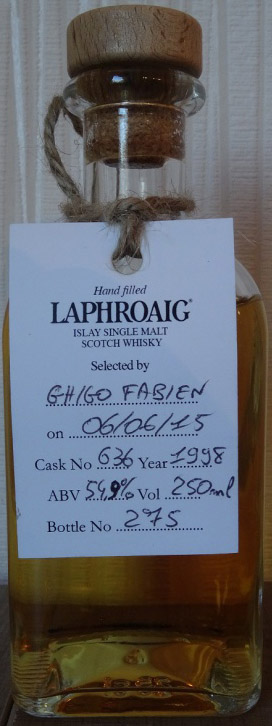 Hand filled
LAPHROAIG®
ISLAY SINGLE MALT
SCOTCH WHISKY
Selected by
GHIGO FABIEN
on 06/06/15
Cask No 636 Year 1998
ABV 54,9% Vol 250ml
Bottle No 275